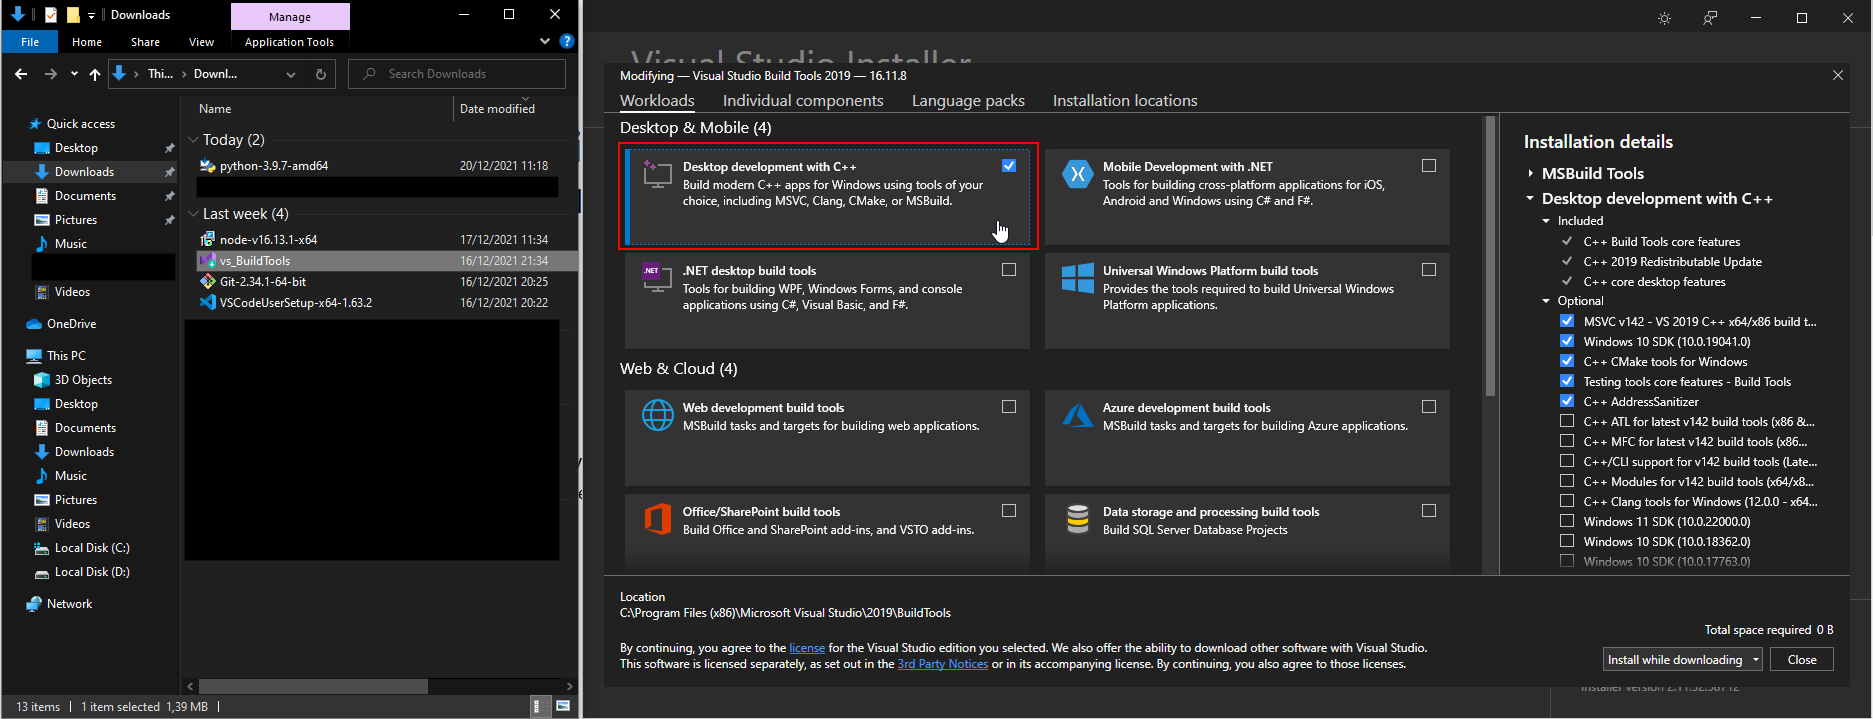 Downloads
Manage
File
Home
Share
View
Application Tools
Thi...
Downl...
Search Downloads
Quick access
Desktop
Downloads
Documents
Pictures
Music
Videos
OneDrive
This PC
3D Objects
Desktop
Documents
Downloads
Music
Pictures
Videos
Local Disk (C:)
Local Disk (D:)
Network
Name
Date modified
Today (2)
python-3.9.7-amd64 20/12/2021 11:18
Last week (4)
node-v16.13.1-x64 17/12/2021 11:34
vs_BuildTools 16/12/2021 21:34
Git-2.34.1-64-bit 16/12/2021 20:25
VSCodeUserSetup-x64-1.63.2 16/12/2021 20:22
13 items
1 item selected 1,39 MB
Visual Studio Installer
Modifying — Visual Studio Build Tools 2019 — 16.11.8
Workloads
Individual components
Language packs
Installation locations
Desktop & Mobile (4)
Desktop development with C++
Build modern C++ apps for Windows using tools of your
choice, including MSVC, Clang, CMake, or MSBuild.
Mobile Development with .NET
Tools for building cross-platform applications for iOS,
Android and Windows using C# and F#.
.NET
.NET desktop build tools
Tools for building WPF, Windows Forms, and console
applications using C#, Visual Basic, and F#.
Universal Windows Platform build tools
Provides the tools required to build Universal Windows
Platform applications.
Web & Cloud (4)
Web development build tools
MSBuild tasks and targets for building web applications.
Azure development build tools
MSBuild tasks and targets for building Azure applications.
Office/SharePoint build tools
Build Office and SharePoint add-ins, and VSTO add-ins.
Data storage and processing build tools
Build SQL Server Database Projects
Installation details
MSBuild Tools
Desktop development with C++
Included
C++ Build Tools core features
C++ 2019 Redistributable Update
C++ core desktop features
Optional
MSVC v142 - VS 2019 C++ x64/x86 build t...
Windows 10 SDK (10.0.19041.0)
C++ CMake tools for Windows
Testing tools core features - Build Tools
C++ AddressSanitizer
C++ ATL for latest v142 build tools (x86 &...
C++ MFC for latest v142 build tools (x86...
C++/CLI support for v142 build tools (Late...
C++ Modules for v142 build tools (x64/x8...
C++ Clang tools for Windows (12.0.0 - x64...
Windows 11 SDK (10.0.22000.0)
Windows 10 SDK (10.0.18362.0)
Windows 10 SDK (10.0.17763.0)
Location
C:\Program Files (x86)\Microsoft Visual Studio\2019\BuildTools
By continuing, you agree to the license for the Visual Studio edition you selected. We also offer the ability to download other software with Visual Studio.
This software is licensed separately, as set out in the 3rd Party Notices or in its accompanying license. By continuing, you also agree to those licenses.
Total space required 0 B
Install while downloading
Close